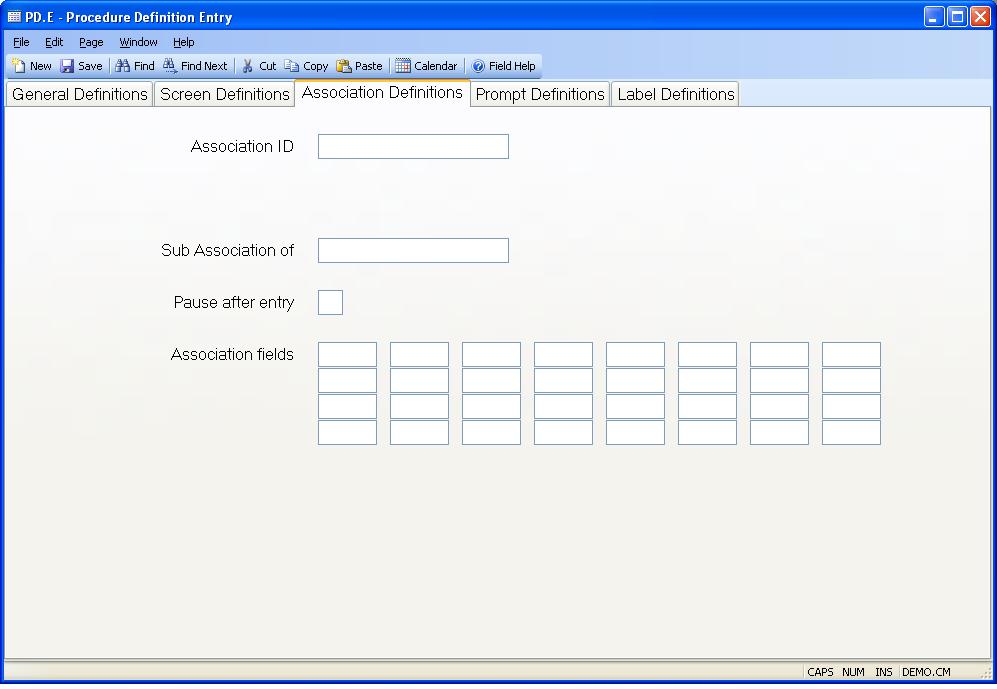 PD.E - Procedure Definition Entry
File Edit Page Window Help
New Save Find Find Next Cut Copy Paste Calendar Field Help
General Definitions Screen Definitions Association Definitions Prompt Definitions Label Definitions
Association ID
Sub Association of
Pause after entry
Association fields
CAPS NUM INS DEMO.CM